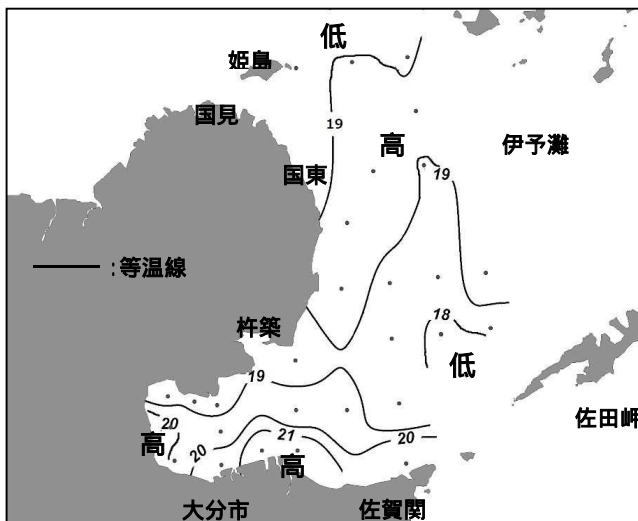 低
姫島
国見
19
高
伊予灘
国東
19
：等温線
18
杵築
低
19
佐田岬
20
高
20
21
高
20
大分市
佐賀関